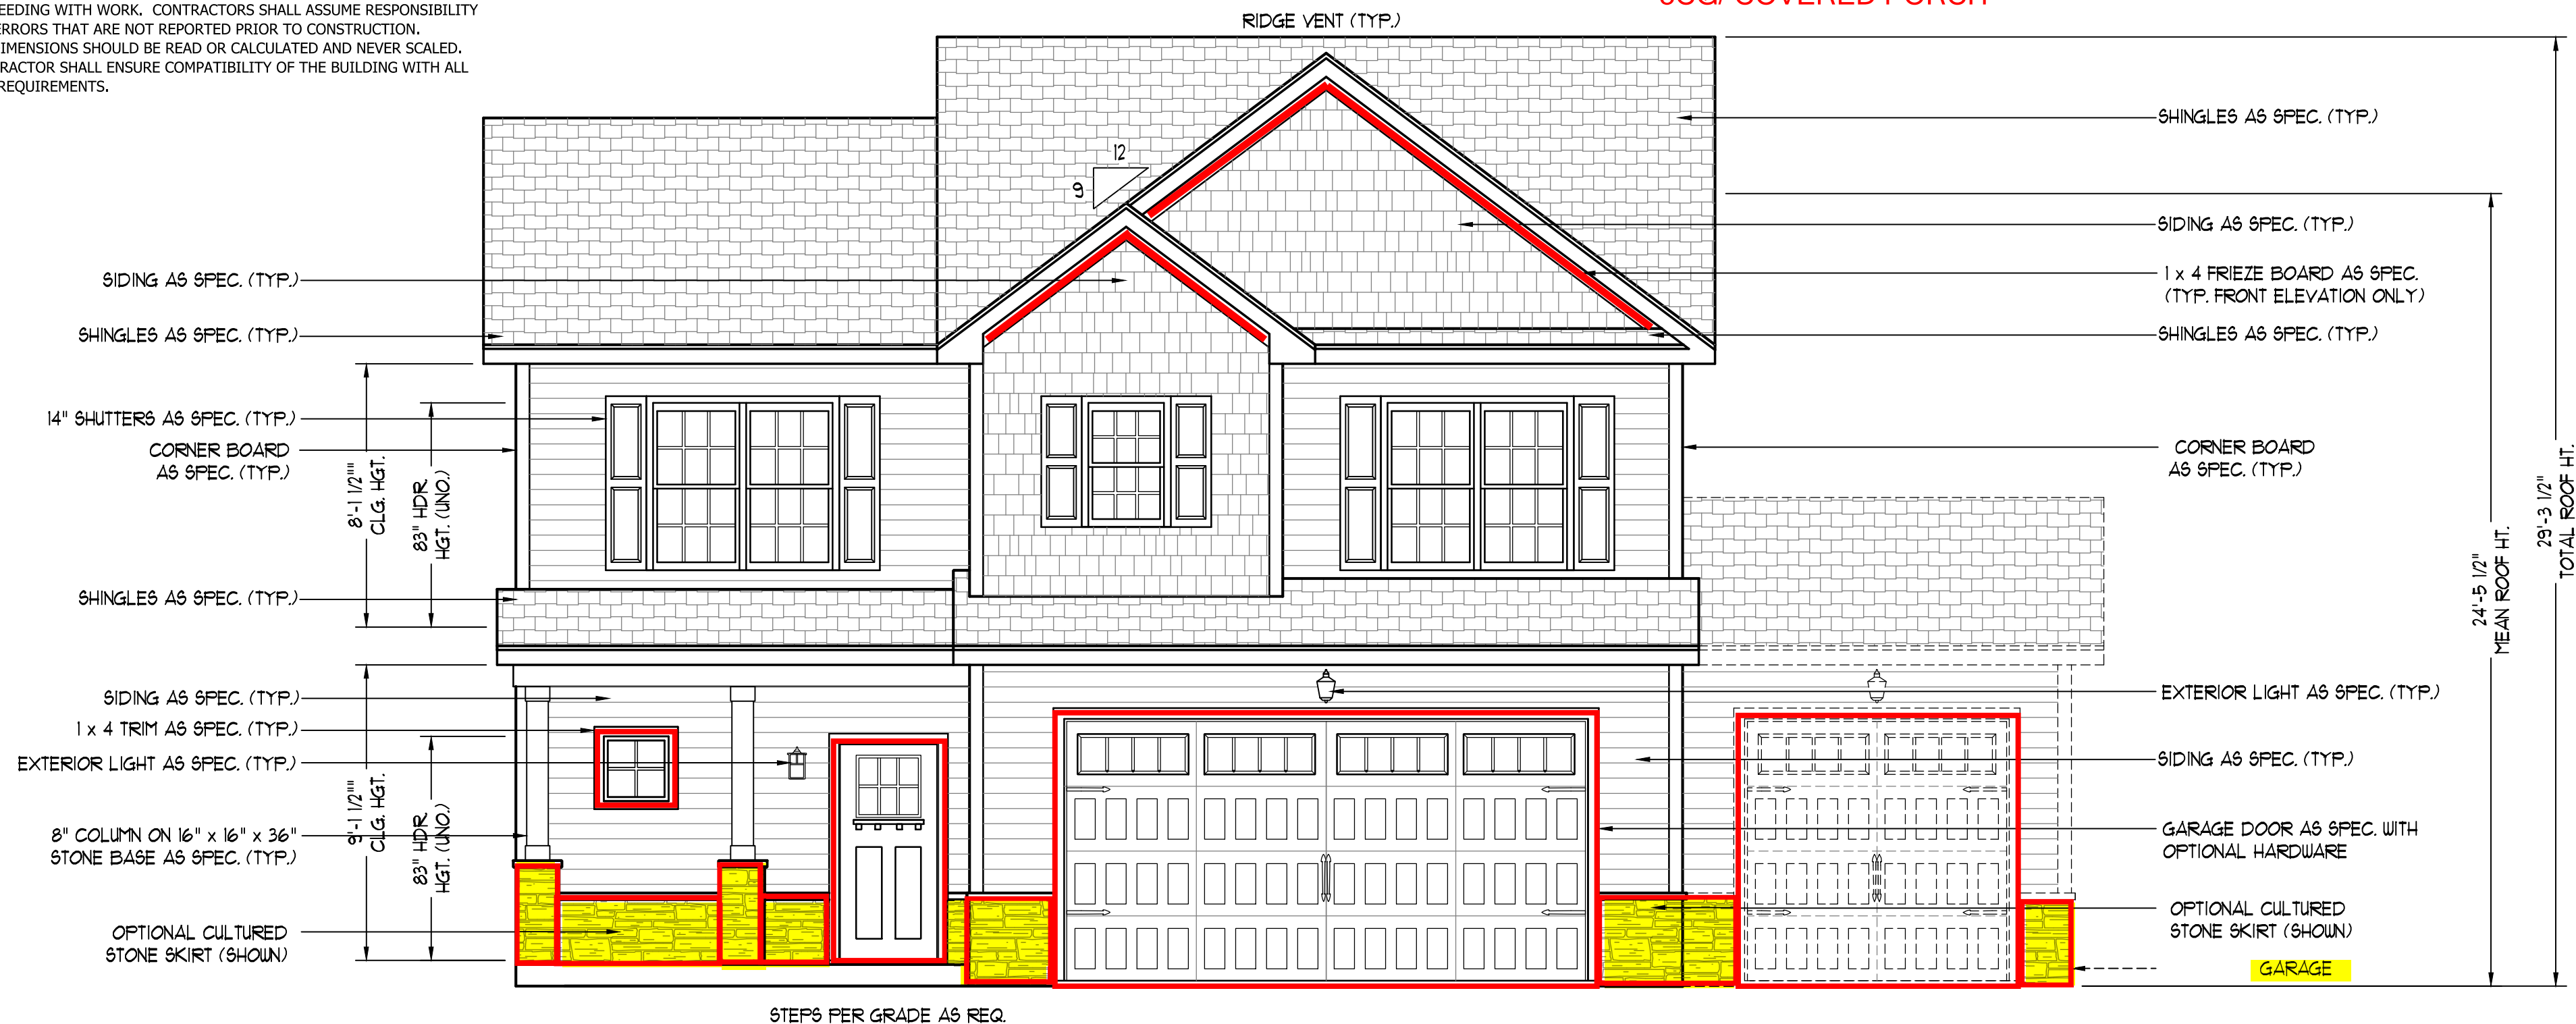 EEDING WITH WORK. CONTRACTORS SHALL ASSUME RESPONSIBILITY
ERRORS THAT ARE NOT REPORTED PRIOR TO CONSTRUCTION.
IMENSIONS SHOULD BE READ OR CALCULATED AND NEVER SCALED.
RACTOR SHALL ENSURE COMPATIBILITY OF THE BUILDING WITH ALL
REQUIREMENTS.
COVERED PORCH
RIDGE VENT (TYP.)
12
9
SIDING AS SPEC. (TYP.)
SHINGLES AS SPEC. (TYP.)
14" SHUTTERS AS SPEC. (TYP.)
CORNER BOARD
AS SPEC. (TYP.)
8'-1 1/2""
CLG. HGT.
83" HDR.
HGT. (UNO.)
SHINGLES AS SPEC. (TYP.)
SIDING AS SPEC. (TYP.)
1 x 4 TRIM AS SPEC. (TYP.)
EXTERIOR LIGHT AS SPEC. (TYP.)
9'-1 1/2""
CLG. HGT.
83" HDR.
HGT. (UNO.)
8" COLUMN ON 16" x 16" x 36"
STONE BASE AS SPEC. (TYP.)
OPTIONAL CULTURED
STONE SKIRT (SHOWN)
STEPS PER GRADE AS REQ.
SHINGLES AS SPEC. (TYP.)
SIDING AS SPEC. (TYP.)
1 x 4 FRIEZE BOARD AS SPEC.
(TYP. FRONT ELEVATION ONLY)
SHINGLES AS SPEC. (TYP.)
CORNER BOARD
AS SPEC. (TYP.)
24'-5 1/2"
MEAN ROOF HT.
29'-3 1/2"
TOTAL ROOF HT.
EXTERIOR LIGHT AS SPEC. (TYP.)
SIDING AS SPEC. (TYP.)
GARAGE DOOR AS SPEC. WITH
OPTIONAL HARDWARE
OPTIONAL CULTURED
STONE SKIRT (SHOWN)
GARAGE